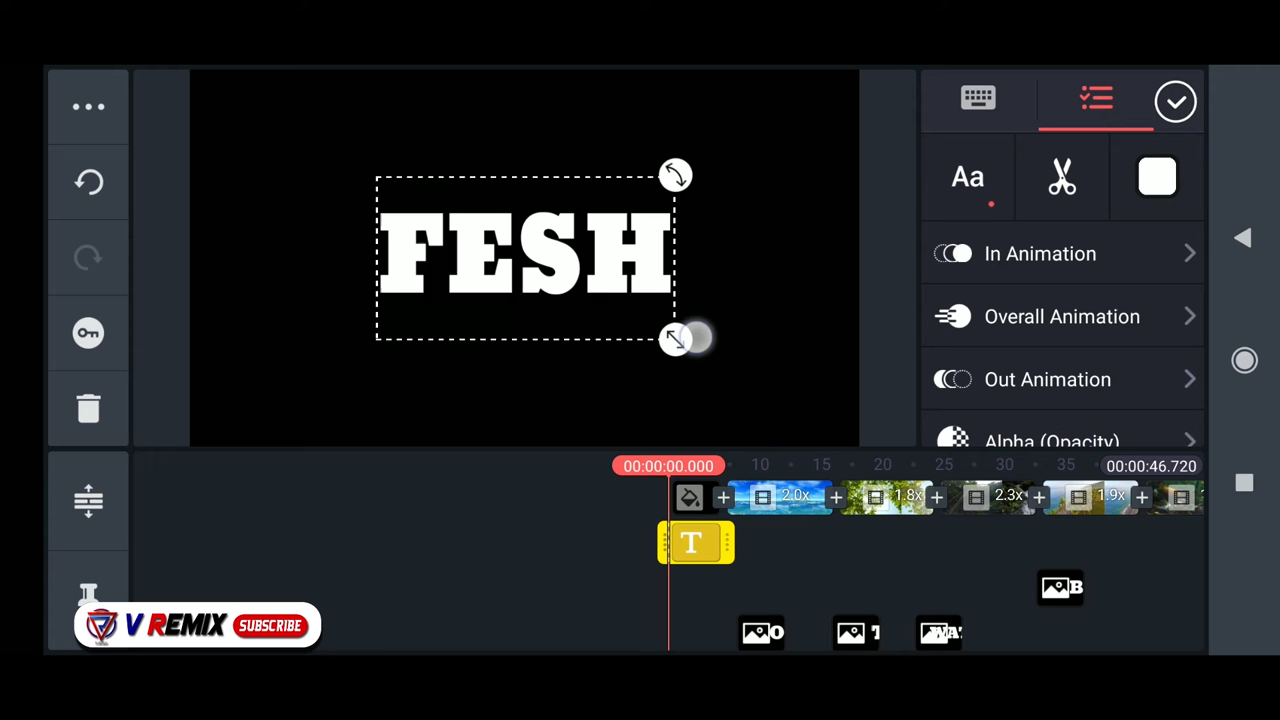 FESH
Aa
In Animation
Overall Animation
Out Animation
Alpha (Opacity)
00:00:00.000
10
15
20
25
30
35
00:00:46.720
2.0x
1.8x
2.3x
1.9x
T
B
O
T
WAT
V REMIX
SUBSCRIBE